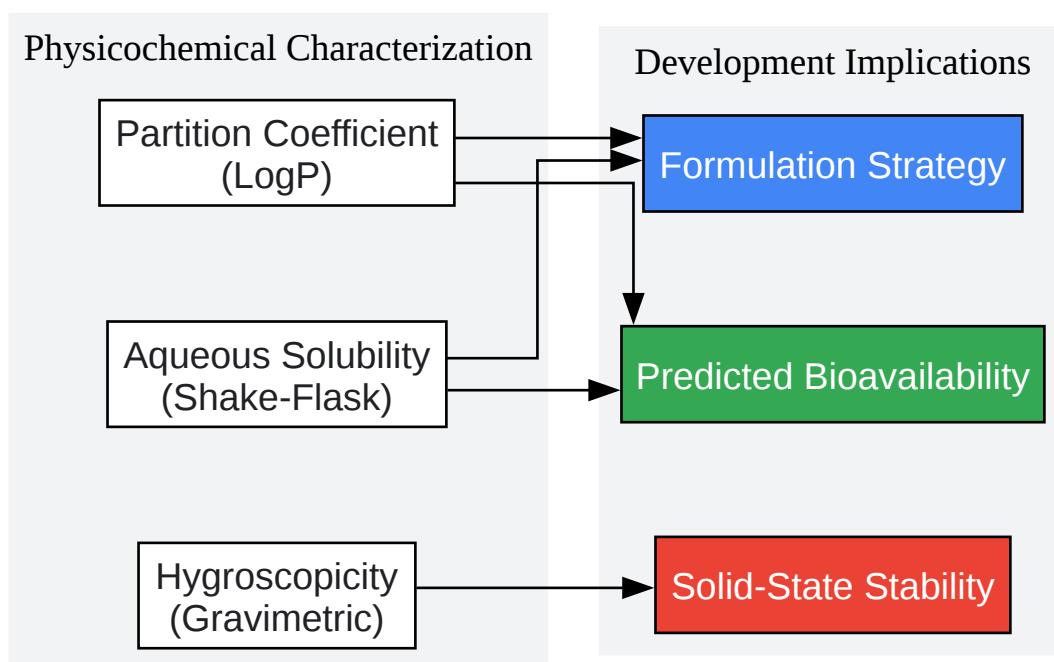 Physicochemical Characterization
Partition Coefficient
(LogP)
Aqueous Solubility
(Shake-Flask)
Hygroscopicity
(Gravimetric)
Development Implications
Formulation Strategy
Predicted Bioavailability
Solid-State Stability